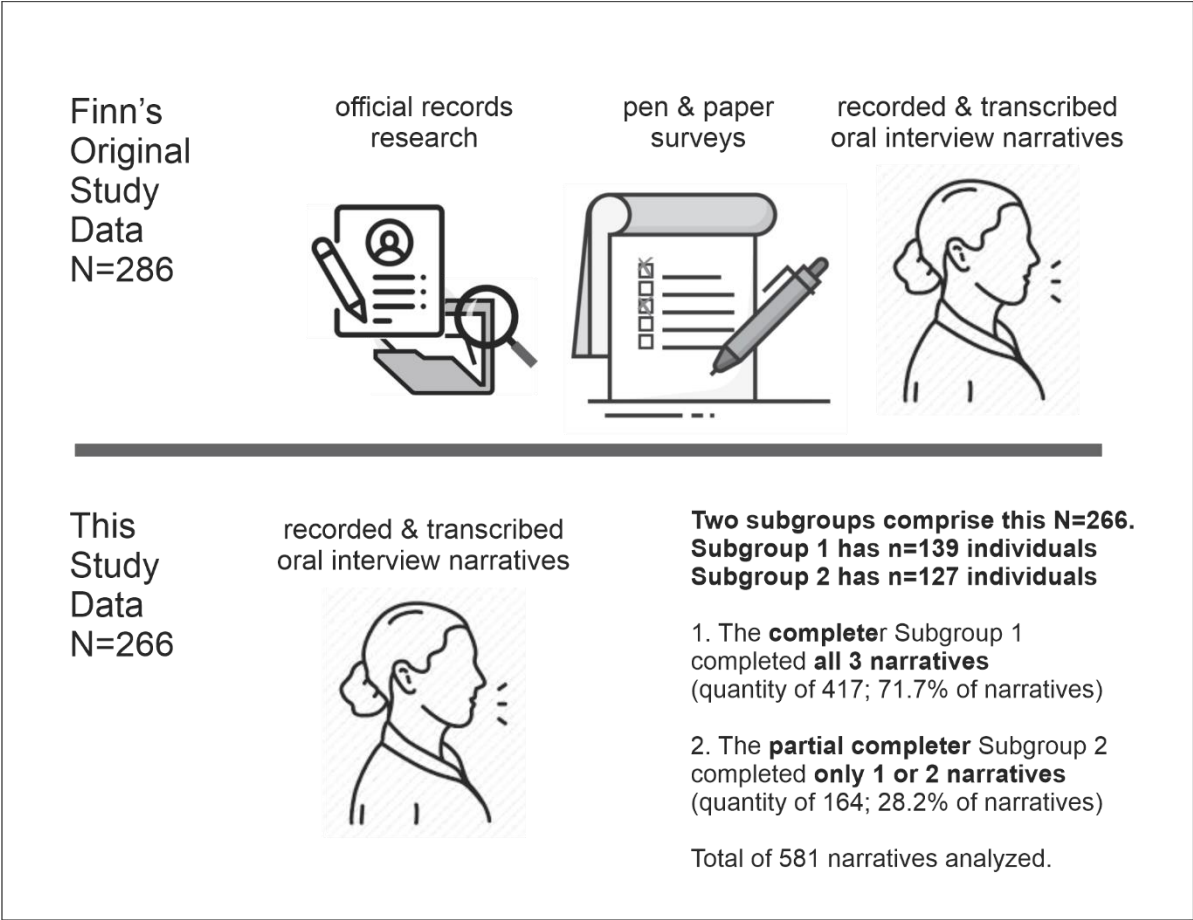 Finn's
Original
Study
Data
N=286
official records
research
pen & paper
surveys
recorded & transcribed
oral interview narratives
This
Study
Data
N=266
recorded & transcribed
oral interview narratives
Two subgroups comprise this N=266.
Subgroup 1 has n=139 individuals
Subgroup 2 has n=127 individuals
1. The completer Subgroup 1
completed all 3 narratives
(quantity of 417; 71.7% of narratives)
2. The partial completer Subgroup 2
completed only 1 or 2 narratives
(quantity of 164; 28.2% of narratives)
Total of 581 narratives analyzed.